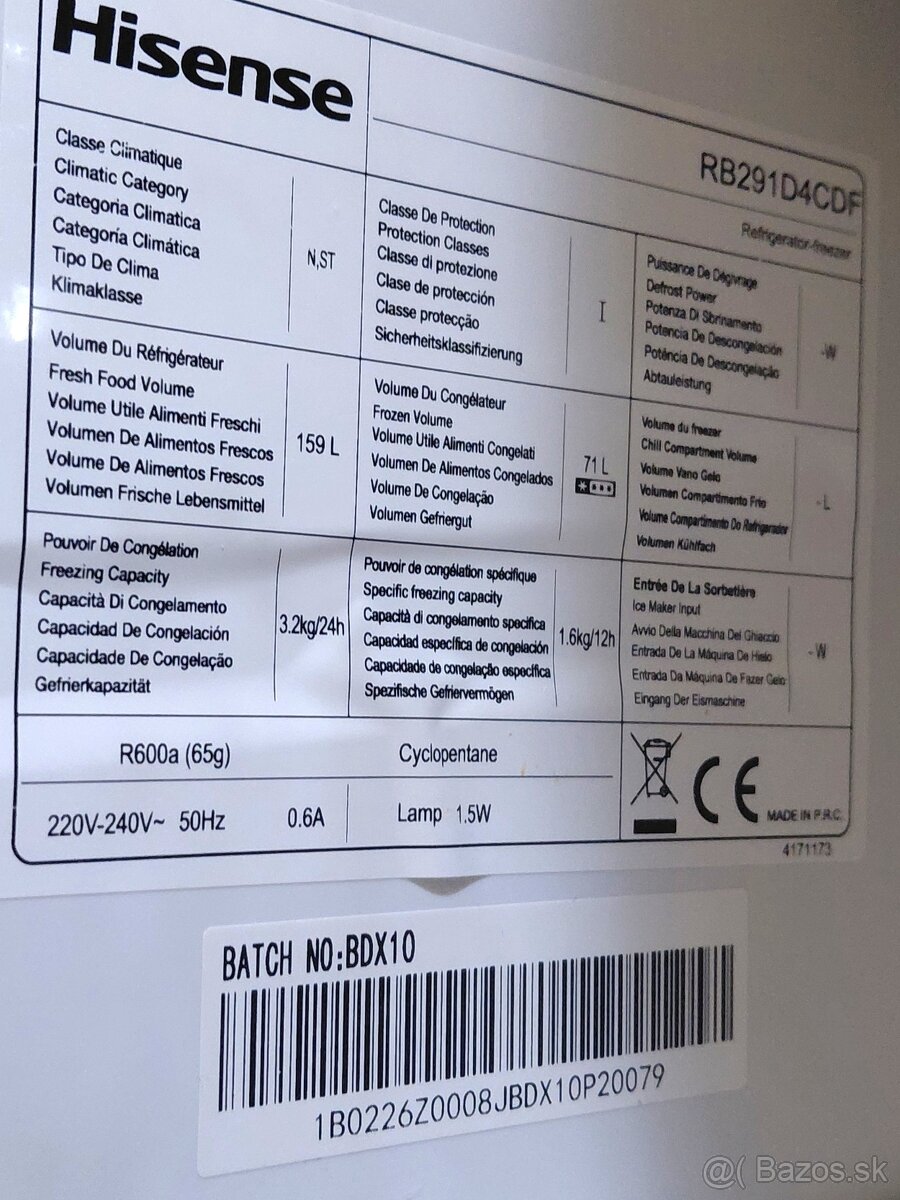 Hisense
RB291D4CDF
Refrigerator-freezer
Classe Climatique
Climatic Category
Categoria Climatica
Categoría Climática
Tipo De Clima
Klimaklasse
N,ST
Classe De Protection
Protection Classes
Classe di protezione
Clase de protección
Classe protecção
Sicherheitsklassifizierung
I
Puissance De Dégivrage
Defrost Power
Potenza Di Sbrinamento
Potencia De Descongelación
Potência De Descongelação
Abtauleistung
-W
Volume Du Réfrigérateur
Fresh Food Volume
Volume Utile Alimenti Freschi
Volumen De Alimentos Frescos
Volume De Alimentos Frescos
Volumen Frische Lebensmittel
159 L
Volume Du Congélateur
Frozen Volume
Volume Utile Alimenti Congelati
Volumen De Alimentos Congelados
Volume De Congelação
Volumen Gefriergut
71 L
Volume du freezer
Chill Compartment Volume
Volume Vano Gelo
Volumen Compartimento Frio
Volume Compartimento Do Refrigerador
Volumen Kühlfach
-L
Pouvoir De Congélation
Freezing Capacity
Capacità Di Congelamento
Capacidad De Congelación
Capacidade De Congelação
Gefrierkapazität
3.2kg/24h
Pouvoir de congélation spécifique
Specific freezing capacity
Capacità di congelamento specifica
Capacidad específica de congelación
Capacidade de congelação específica
Spezifische Gefriervermögen
1.6kg/12h
Entrée De La Sorbetière
Ice Maker Input
Avvio Della Macchina Del Ghiaccio
Entrada De La Máquina De Hielo
Entrada Da Máquina De Fazer Gelo
Eingang Der Eismaschine
-W
R600a (65g)
Cyclopentane
220V-240V~ 50Hz
0.6A
Lamp 1.5W
CE
MADE IN P.R.C.
4171173
BATCH NO:BDX10
1B0226Z0008JBDX10P20079
@( Bazos.sk